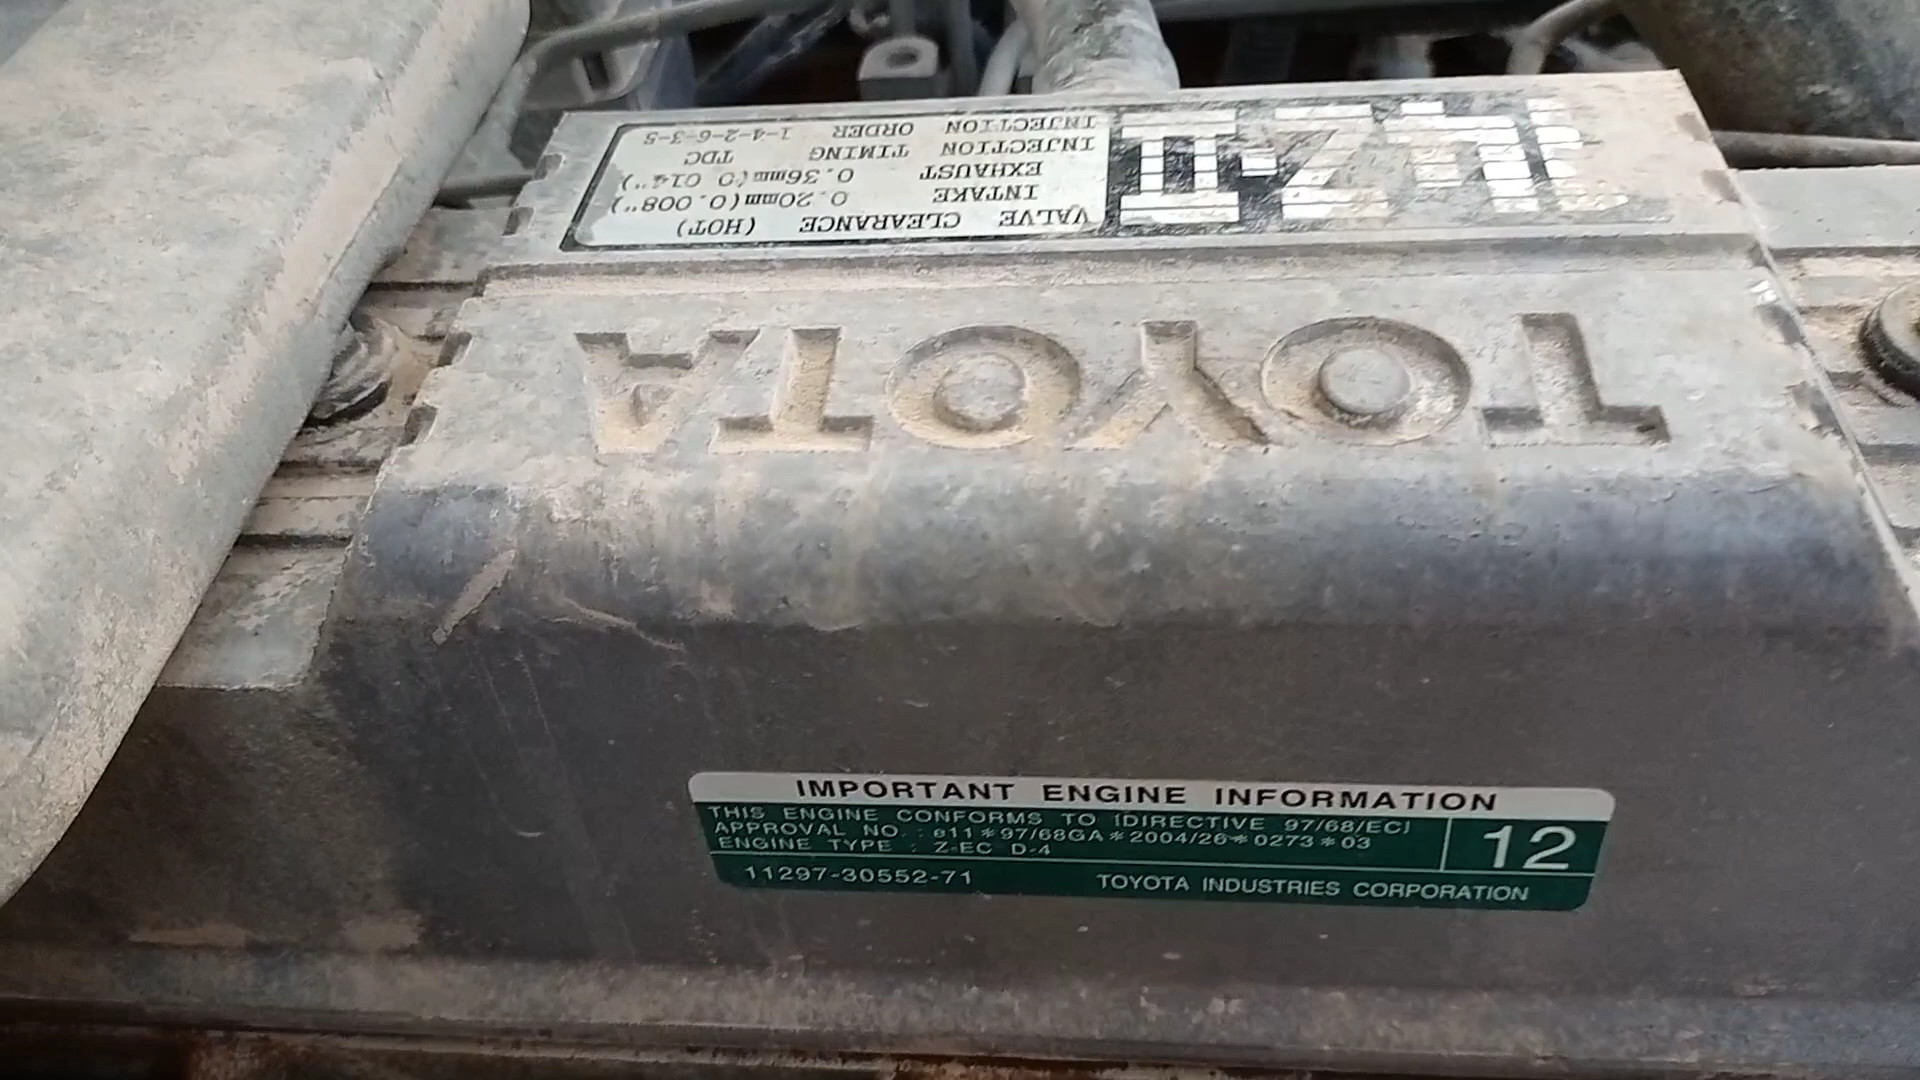 TOYOTA
14Z-II
VALVE CLEARANCE (HOT)
INTAKE 0.20mm(0.008")
EXHAUST 0.36mm(0.014")
INJECTION TIMING TDC
INJECTION ORDER 1-4-2-6-3-5
IMPORTANT ENGINE INFORMATION
THIS ENGINE CONFORMS TO [DIRECTIVE 97/68/EC]
APPROVAL NO. : e11*97/68GA*2004/26*0273*03
ENGINE TYPE : Z-EC D-4
12
11297-30552-71
TOYOTA INDUSTRIES CORPORATION